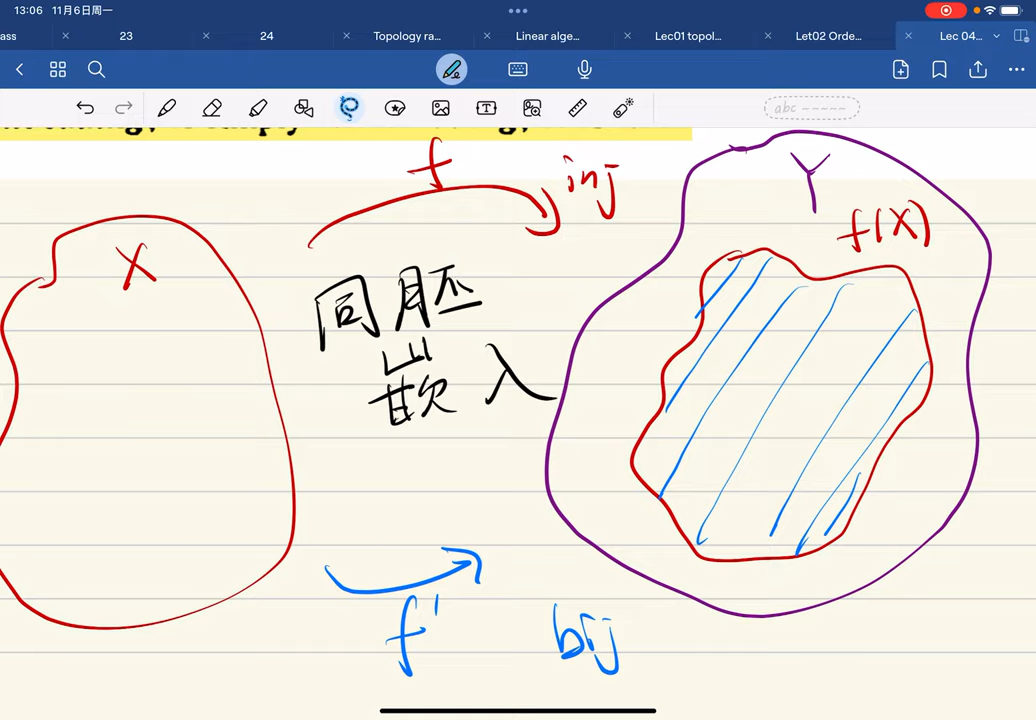 13:06 11月6日周一
ass 23 24 Topology ra... Linear alge... Lec01 topol... Let02 Orde... Lec 04...
abc
f inj
Y
f(X)
X
同胚
嵌入
f'
bij